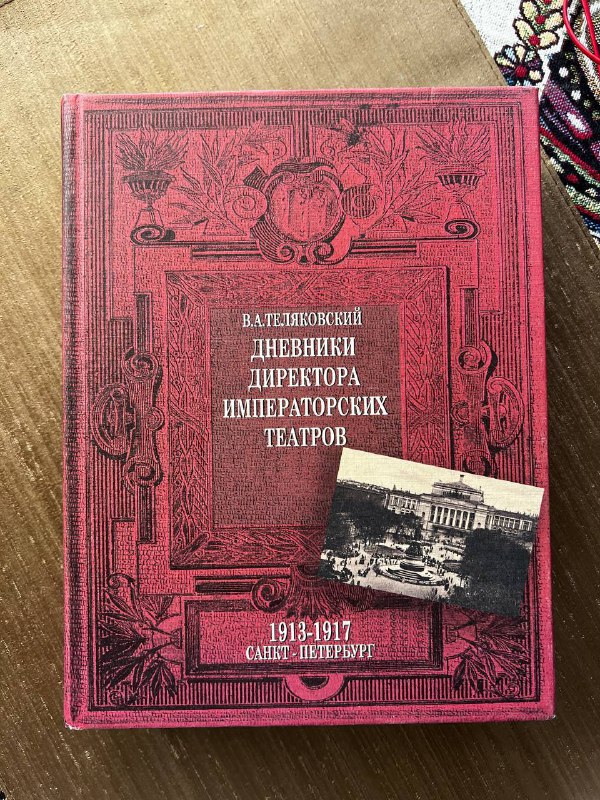 В.А.ТЕЛЯКОВСКИЙ
ДНЕВНИКИ
ДИРЕКТОРА
ИМПЕРАТОРСКИХ
ТЕАТРОВ
1913-1917
САНКТ-ПЕТЕРБУРГ